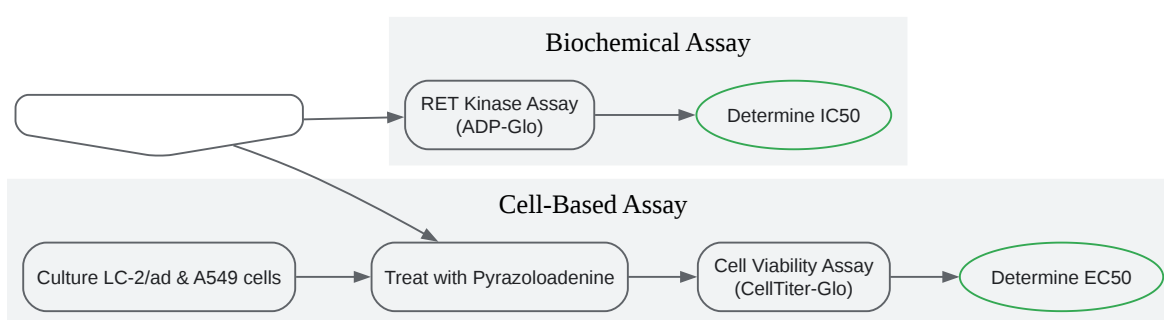 Biochemical Assay
RET Kinase Assay
(ADP-Glo)
Determine IC50
Cell-Based Assay
Culture LC-2/ad & A549 cells
Treat with Pyrazoloadenine
Cell Viability Assay
(CellTiter-Glo)
Determine EC50